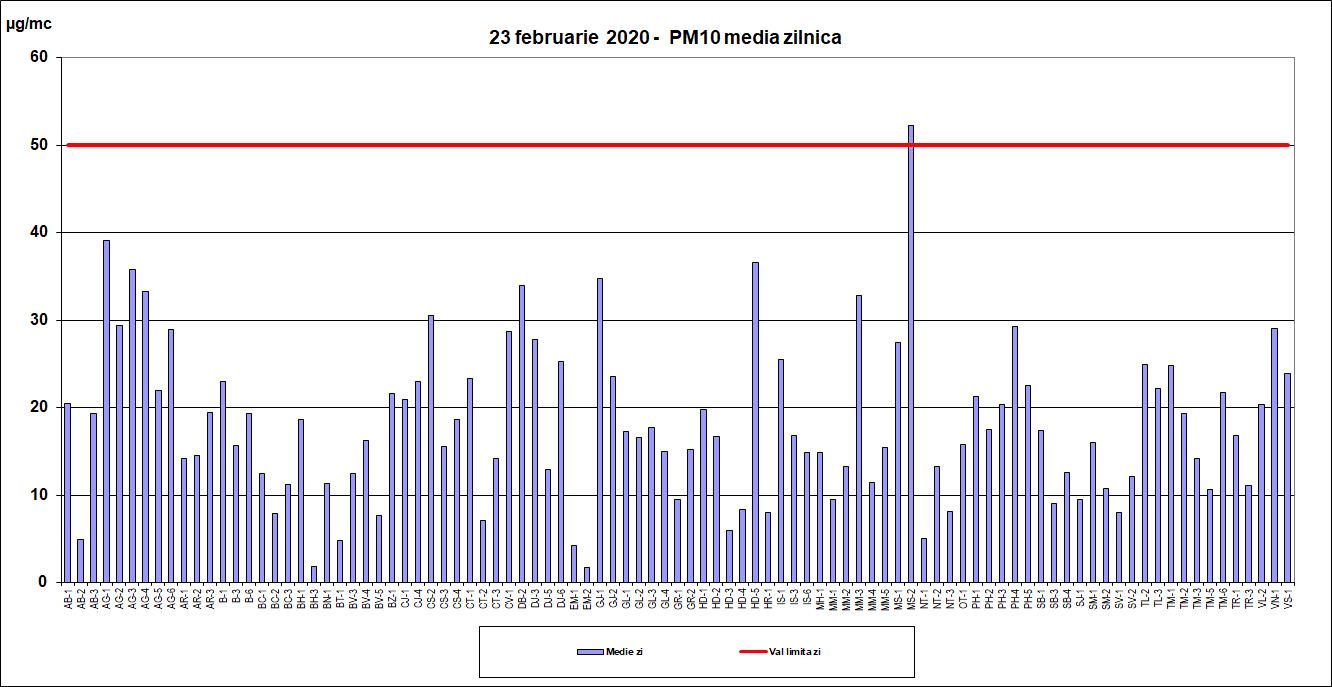 µg/mc
23 februarie 2020 - PM10 media zilnica
60
50
40
30
20
10
0
AB-1 AB-2 AB-3 AG-1 AG-2 AG-3 AG-4 AG-5 AG-6 AR-1 AR-2 AR-3 B-1 B-3 B-6 BC-1 BC-2 BC-3 BH-1 BH-3 BN-1 BT-1 BV-3 BV-4 BV-5 BZ-1 CJ-1 CJ-4 CS-2 CS-3 CS-4 CT-1 CT-2 CT-3 CV-1 DB-2 DJ-3 DJ-5 DJ-6 EM-1 EM-2 GJ-1 GJ-2 GL-1 GL-2 GL-3 GL-4 GR-1 GR-2 HD-1 HD-2 HD-3 HD-4 HD-5 HR-1 IS-1 IS-3 IS-6 MH-1 MM-1 MM-2 MM-3 MM-4 MM-5 MS-1 MS-2 NT-1 NT-2 NT-3 OT-1 PH-1 PH-2 PH-3 PH-4 PH-5 SB-1 SB-3 SB-4 SJ-1 SM-1 SM-2 SV-1 SV-2 TL-2 TL-3 TM-1 TM-2 TM-3 TM-5 TM-6 TR-1 TR-3 VL-2 VN-1 VS-1
Medie zi Val limita zi